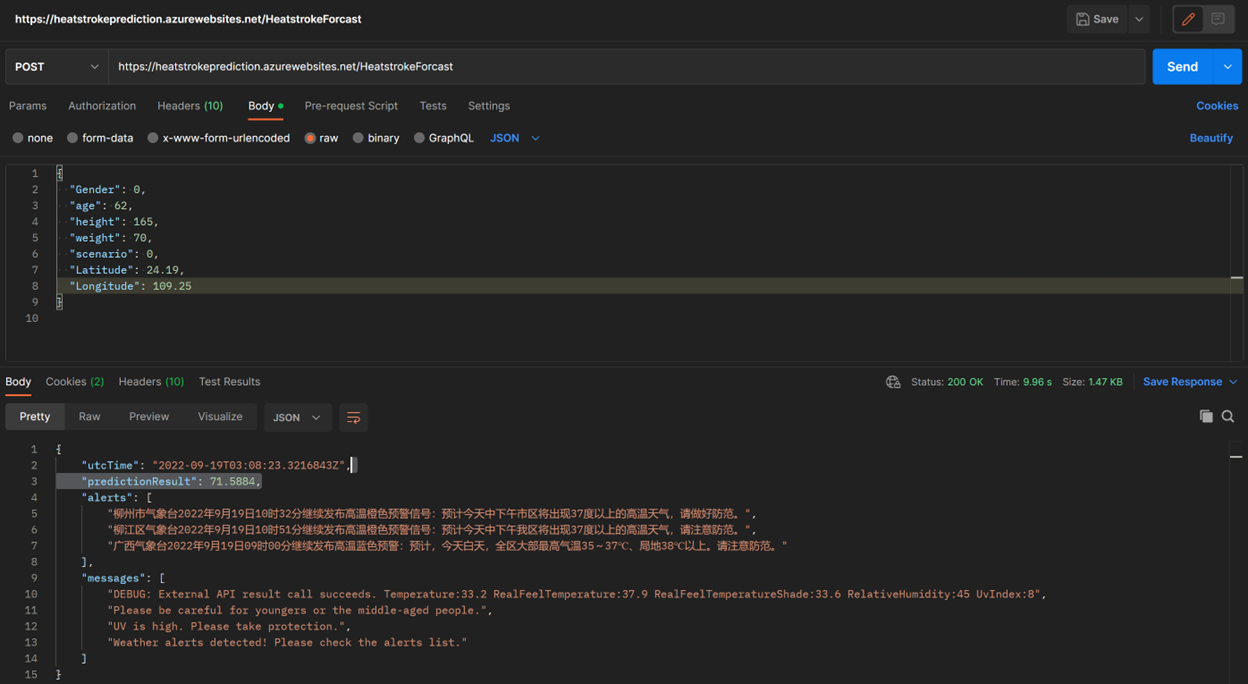 https://heatstrokeprediction.azurewebsites.net/HeatstrokeForcast
Save
POST
https://heatstrokeprediction.azurewebsites.net/HeatstrokeForcast
Send
Params Authorization Headers (10) Body Pre-request Script Tests Settings Cookies
none form-data x-www-form-urlencoded raw binary GraphQL JSON Beautify
1 {
2 "Gender": 0,
3 "age": 62,
4 "height": 165,
5 "weight": 70,
6 "scenario": 0,
7 "Latitude": 24.19,
8 "Longitude": 109.25
9 }
10
Body Cookies (2) Headers (10) Test Results Status: 200 OK Time: 9.96 s Size: 1.47 KB Save Response
Pretty Raw Preview Visualize JSON
1 {
2 "utcTime": "2022-09-19T03:08:23.3216843Z",
3 "predictionResult": 71.5884,
4 "alerts": [
5 "柳州市气象台2022年9月19日10时32分继续发布高温橙色预警信号：预计今天中下午市区将出现37度以上的高温天气，请做好防范。",
6 "柳江区气象台2022年9月19日10时51分继续发布高温橙色预警信号：预计今天中下午我区将出现37度以上的高温天气，请注意防范。",
7 "广西气象台2022年9月19日09时00分继续发布高温蓝色预警：预计，今天白天，全区大部最高气温35～37℃、局地38℃以上。请注意防范。"
8 ],
9 "messages": [
10 "DEBUG: External API result call succeeds. Temperature:33.2 RealFeelTemperature:37.9 RealFeelTemperatureShade:33.6 RelativeHumidity:45 UvIndex:8",
11 "Please be careful for youngers or the middle-aged people.",
12 "UV is high. Please take protection.",
13 "Weather alerts detected! Please check the alerts list."
14 ]
15 }